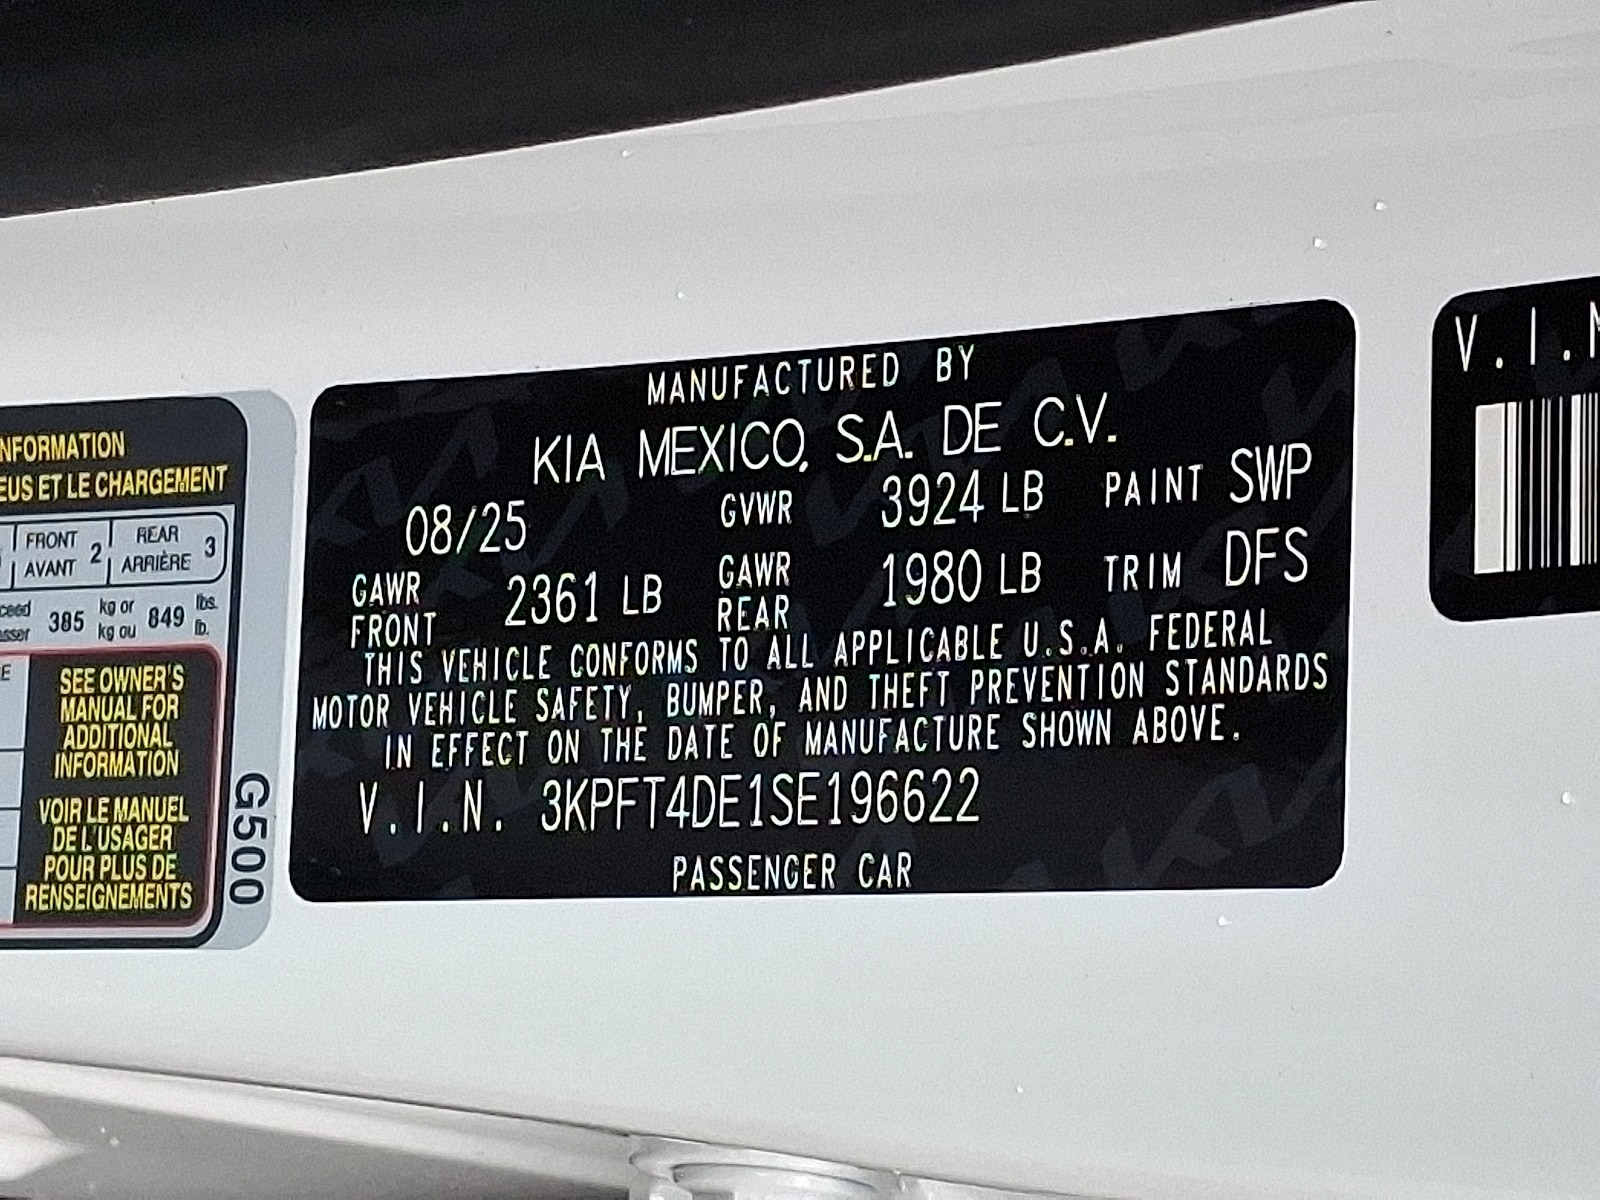 NFORMATION
EUS ET LE CHARGEMENT
FRONT
AVANT 2
REAR
ARRIÈRE 3
385 kg or
kg ou 849 lbs.
lb.
SEE OWNER'S
MANUAL FOR
ADDITIONAL
INFORMATION
VOIR LE MANUEL
DE L'USAGER
POUR PLUS DE
RENSEIGNEMENTS
G500
MANUFACTURED BY
KIA MEXICO, S.A. DE C.V.
08/25 GVWR 3924 LB PAINT SWP
GAWR
FRONT 2361 LB GAWR
REAR 1980 LB TRIM DFS
THIS VEHICLE CONFORMS TO ALL APPLICABLE U.S.A. FEDERAL
MOTOR VEHICLE SAFETY, BUMPER, AND THEFT PREVENTION STANDARDS
IN EFFECT ON THE DATE OF MANUFACTURE SHOWN ABOVE.
V.I.N. 3KPFT4DE1SE196622
PASSENGER CAR
V.I.N